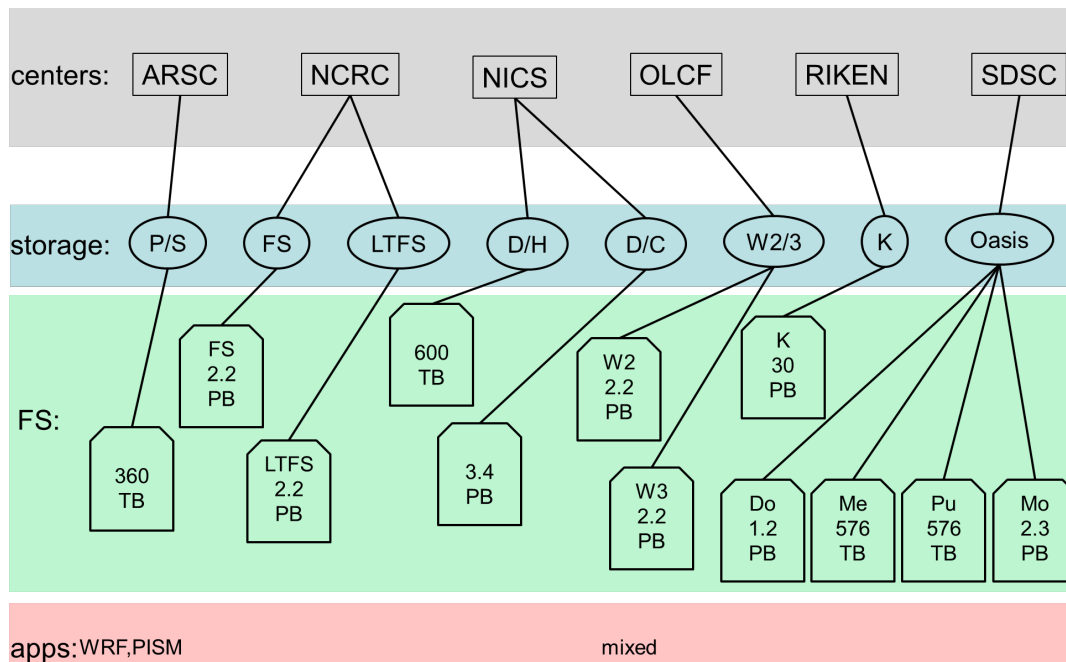 centers: ARSC NCRC NICS OLCF RIKEN SDSC
storage: P/S FS LTFS D/H D/C W2/3 K Oasis
FS:
FS
2.2
PB
600
TB
W2
2.2
PB
K
30
PB
360
TB
LTFS
2.2
PB
3.4
PB
W3
2.2
PB
Do
1.2
PB
Me
576
TB
Pu
576
TB
Mo
2.3
PB
apps: WRF,PISM mixed